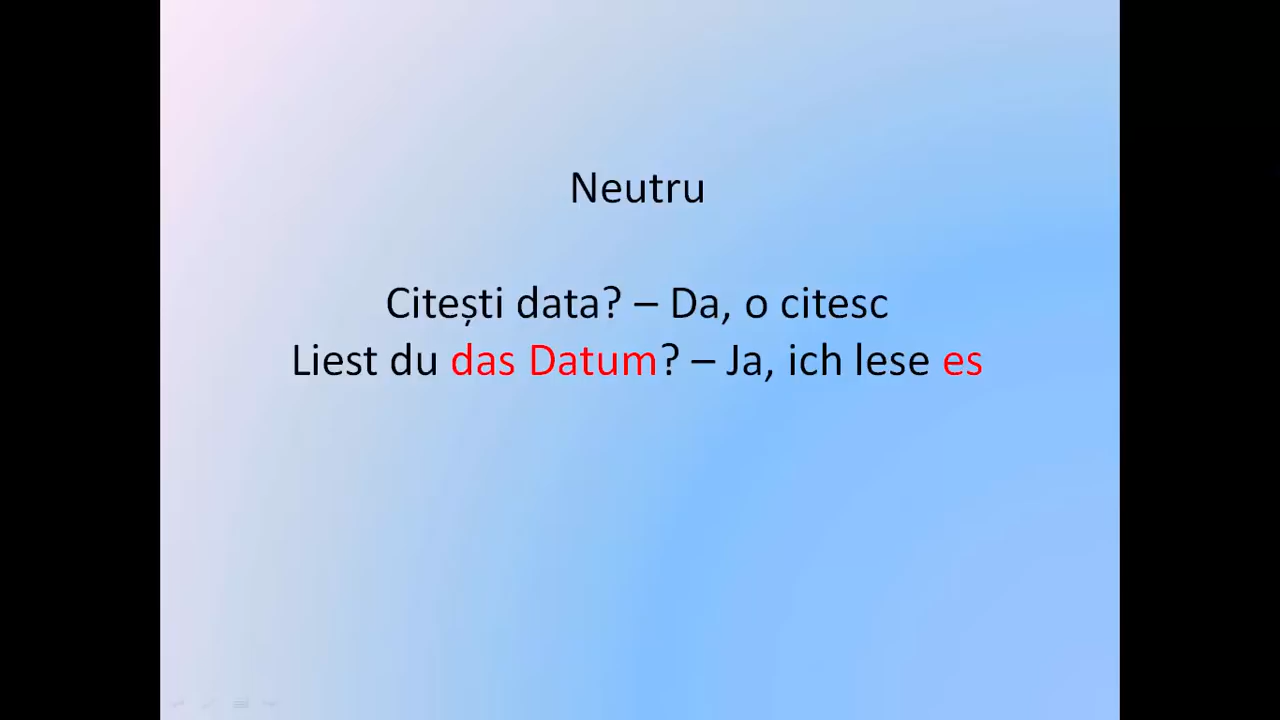 Neutru
Citești data? – Da, o citesc
Liest du das Datum? – Ja, ich lese es